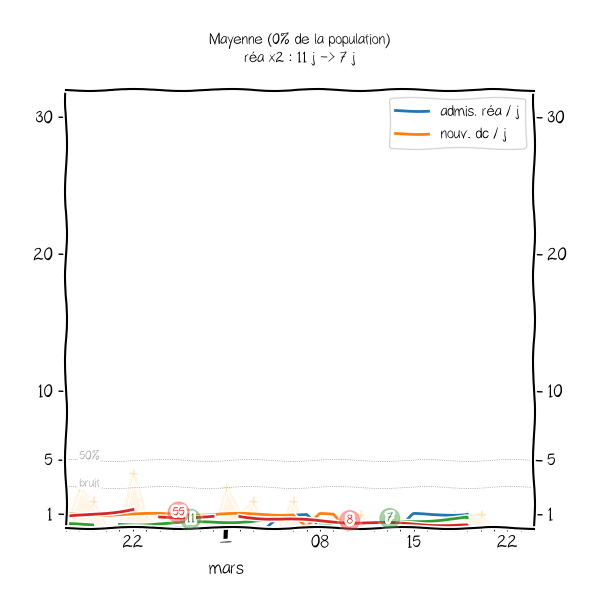 Mayenne (0% de la population)
réa x2 : 11 j -> 7 j
admis. réa / j
nouv. dc / j
30 30
20 20
10 10
5 50% 5
bruit
1 55 11 8 7 1
22 1 08 15 22
mars